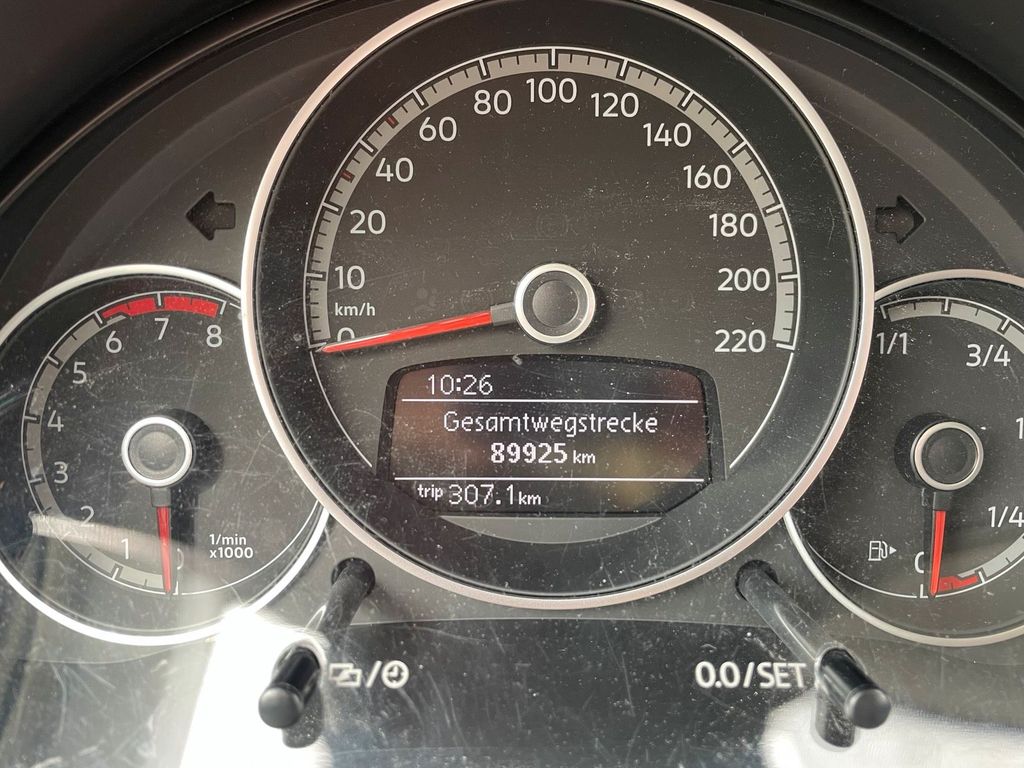 80 100 120
60 140
40 160
20 180
10 200
km/h
0 220
10:26
Gesamtwegstrecke
89925 km
trip 307.1 km
1 2 3 4 5 6 7 8
1/min
x1000
1/1 3/4
1/4
0
0.0/SET